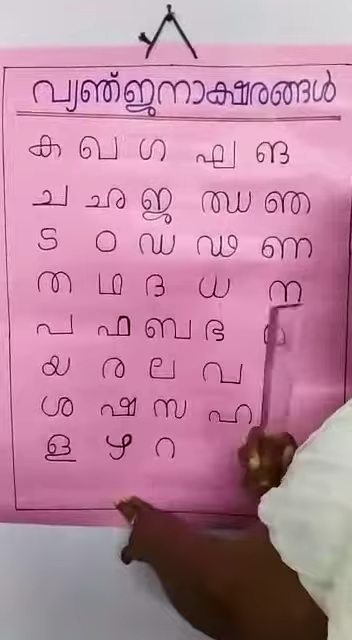 വ്യഞ്ജനാക്ഷരങ്ങൾ
ക ഖ ഗ ഘ ങ
ച ഛ ജ ഝ ഞ
ട ഠ ഡ ഢ ണ
ത ഥ ദ ധ ന
പ ഫ ബ ഭ
യ ര ല വ
ശ ഷ സ ഹ
ള ഴ റ